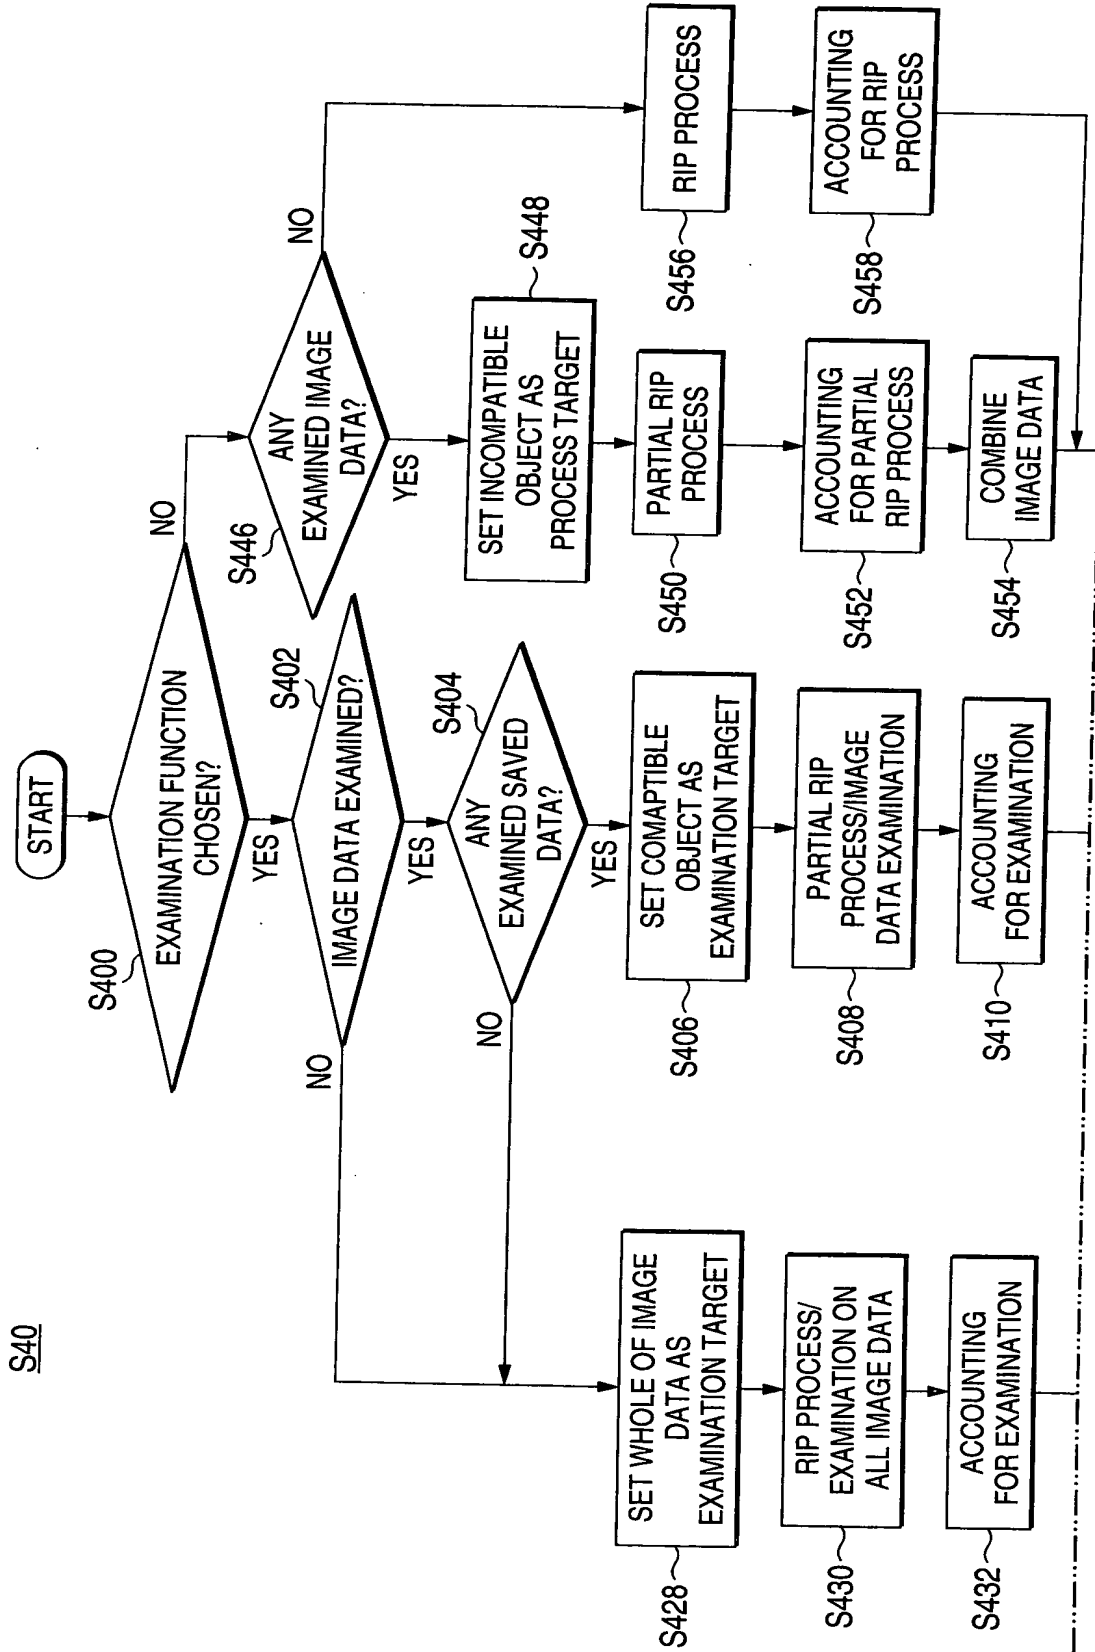 S40
START
S400
EXAMINATION FUNCTION
CHOSEN?
NO
YES
S402
IMAGE DATA EXAMINED?
NO
YES
S404
ANY
EXAMINED SAVED
DATA?
NO
YES
S446
ANY
EXAMINED IMAGE
DATA?
NO
YES
S428
SET WHOLE OF IMAGE
DATA AS
EXAMINATION TARGET
S430
RIP PROCESS/
EXAMINATION ON
ALL IMAGE DATA
S432
ACCOUNTING
FOR EXAMINATION
S406
SET COMAPTIBLE
OBJECT AS
EXAMINATION TARGET
S408
PARTIAL RIP
PROCESS/IMAGE
DATA EXAMINATION
S410
ACCOUNTING
FOR EXAMINATION
S448
SET INCOMPATIBLE
OBJECT AS
PROCESS TARGET
S450
PARTIAL RIP
PROCESS
S452
ACCOUNTING
FOR PARTIAL
RIP PROCESS
S454
COMBINE
IMAGE DATA
S456
RIP PROCESS
S458
ACCOUNTING
FOR RIP
PROCESS